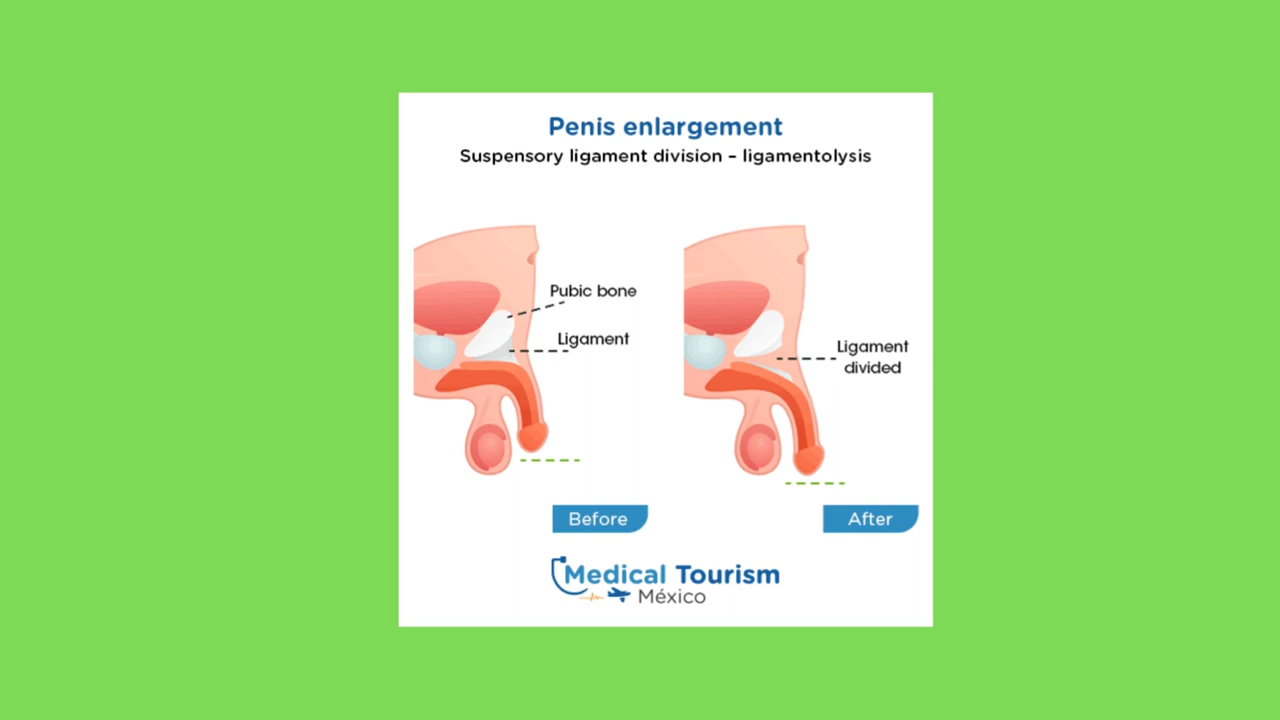 Penis enlargement
Suspensory ligament division – ligamentolysis
Pubic bone
Ligament
Ligament
divided
Before
After
Medical Tourism
México